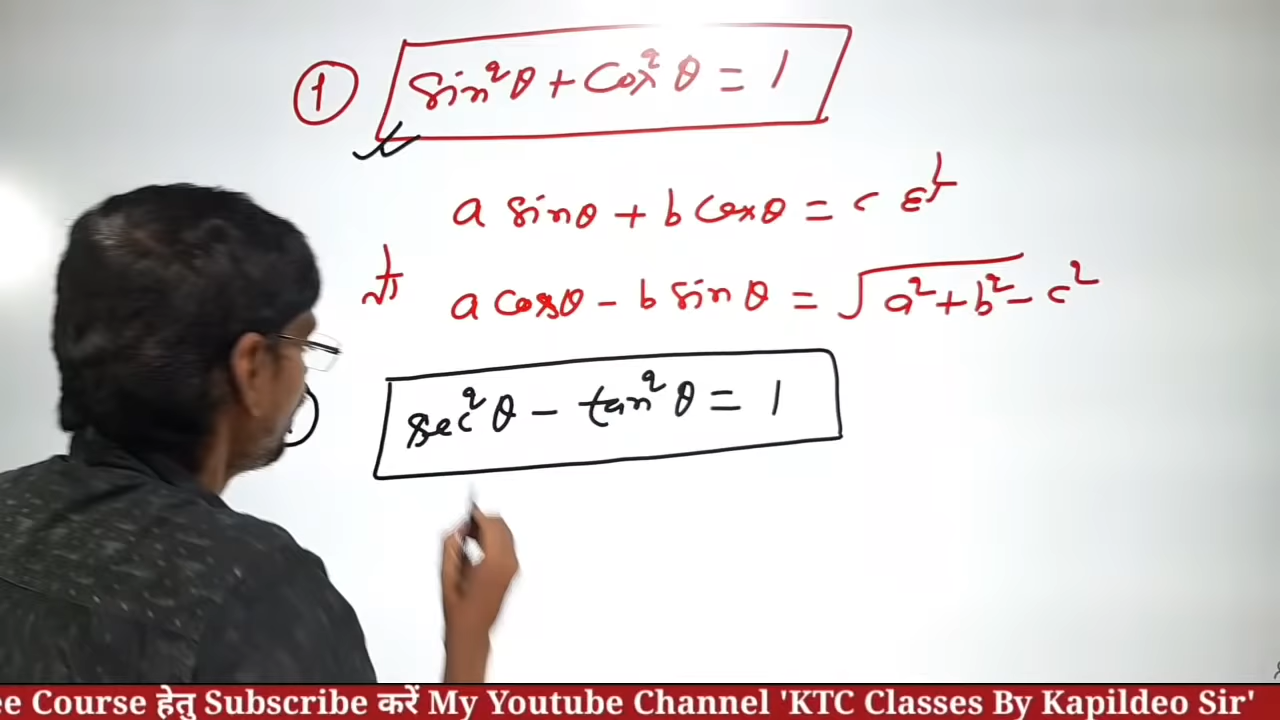 ① sin²θ + Cos²θ = 1
a sinθ + b cosθ = c हो
तो a cosθ - b sinθ = √a² + b² - c²
sec²θ - tan²θ = 1
ee Course हेतु Subscribe करें My Youtube Channel 'KTC Classes By Kapildeo Sir'